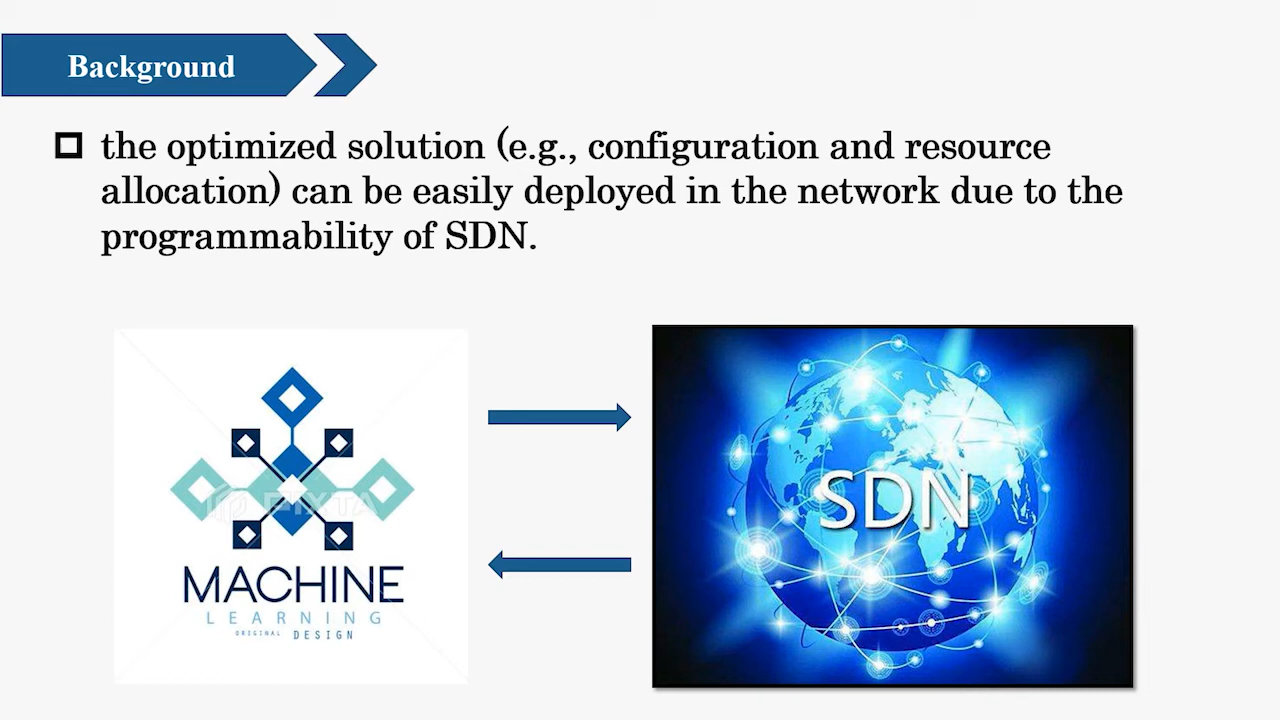 Background
the optimized solution (e.g., configuration and resource
allocation) can be easily deployed in the network due to the
programmability of SDN.
PIXTA
MACHINE
LEARNING
ORIGINAL DESIGN
SDN